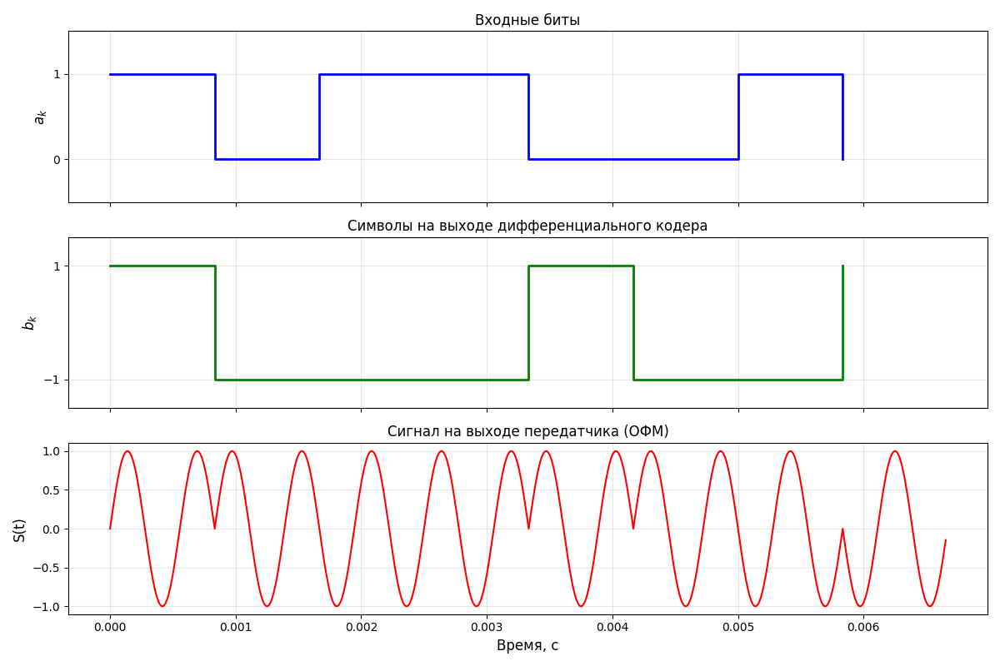 Входные биты
1
0
a_k
Символы на выходе дифференциального кодера
1
−1
b_k
Сигнал на выходе передатчика (ОФМ)
1.0
0.5
0.0
−0.5
−1.0
S(t)
0.000 0.001 0.002 0.003 0.004 0.005 0.006
Время, с